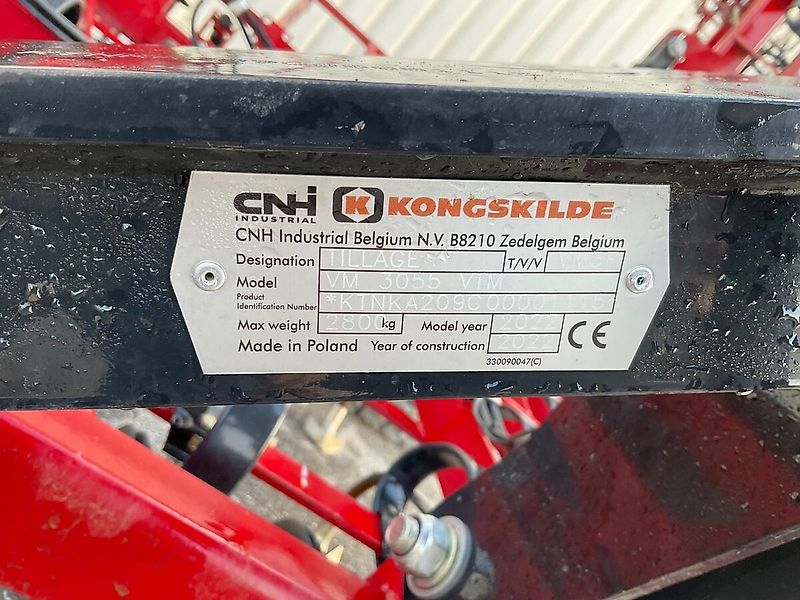 CNH INDUSTRIAL K KONGSKILDE
CNH Industrial Belgium N.V. B8210 Zedelgem Belgium
Designation TILLAGE T/V/V
Model VM 3055 VTM
Product Identification Number
Max weight 2800 kg Model year 2022 CE
Made in Poland Year of construction 2022
330090047(C)